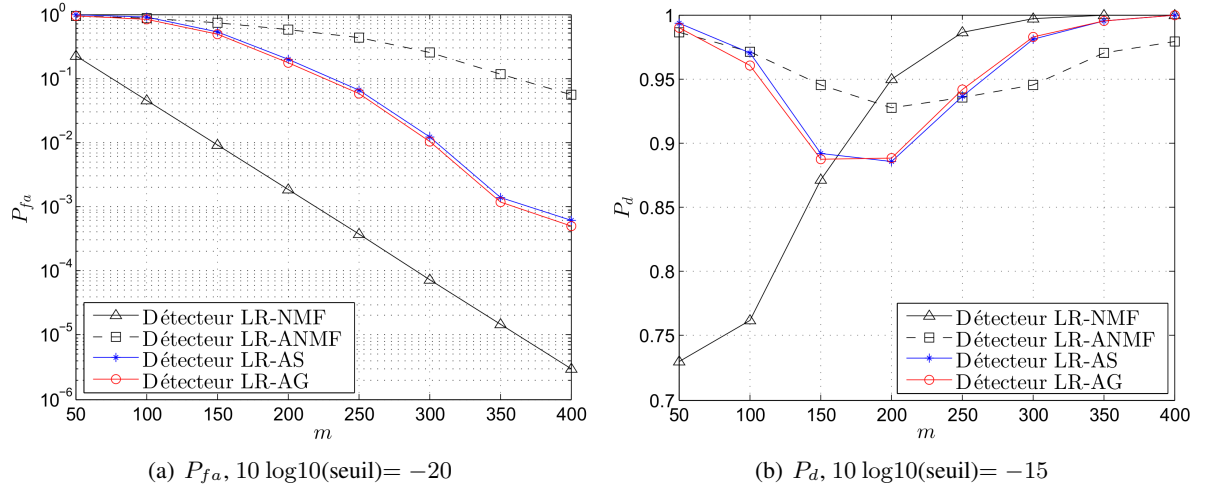 10^0
10^{-1}
10^{-2}
10^{-3}
10^{-4}
10^{-5}
10^{-6}
P_{fa}
50 100 150 200 250 300 350 400
m
Détecteur LR-NMF
Détecteur LR-ANMF
Détecteur LR-AS
Détecteur LR-AG
(a) P_{fa}, 10 log10(seuil)= −20
1
0.95
0.9
0.85
0.8
0.75
0.7
P_d
50 100 150 200 250 300 350 400
m
Détecteur LR-NMF
Détecteur LR-ANMF
Détecteur LR-AS
Détecteur LR-AG
(b) P_d, 10 log10(seuil)= −15